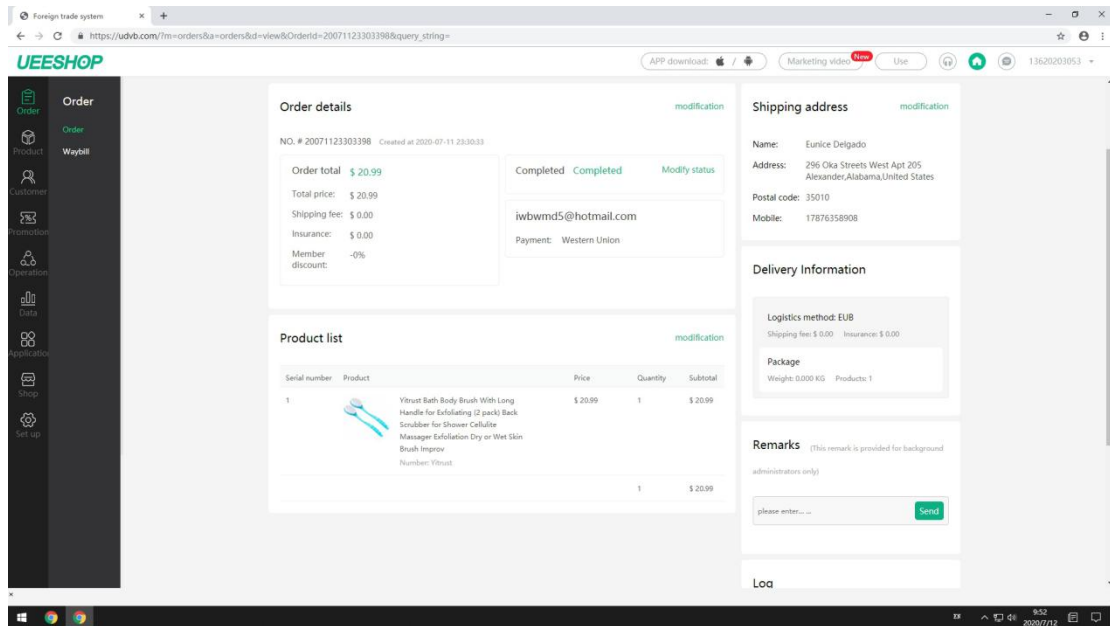 Foreign trade system
https://udvb.com/?m=orders&a=orders&d=view&OrderId=20071123303398&query_string=
UEESHOP
APP download: /
Marketing video
New
Use
13620203053
Order
Product
Customer
Promotion
Operation
Data
Application
Shop
Set up
Order
Order
Waybill
Order details
modification
NO. # 20071123303398 Created at 2020-07-11 23:30:33
Order total $ 20.99
Total price: $ 20.99
Shipping fee: $ 0.00
Insurance: $ 0.00
Member -0%
discount:
Completed Completed Modify status
iwbwmd5@hotmail.com
Payment: Western Union
Product list
modification
Serial number Product Price Quantity Subtotal
1 Yitrust Bath Body Brush With Long $ 20.99 1 $ 20.99
Handle for Exfoliating (2 pack) Back
Scrubber for Shower Cellulite
Massager Exfoliation Dry or Wet Skin
Brush Improv
Number: Yitrust
1 $ 20.99
Shipping address modification
Name: Eunice Delgado
Address: 296 Oka Streets West Apt 205
Alexander,Alabama,United States
Postal code: 35010
Mobile: 17876358908
Delivery Information
Logistics method: EUB
Shipping fee: $ 0.00 Insurance: $ 0.00
Package
Weight: 0.000 KG Products: 1
Remarks (This remark is provided for background
administrators only)
please enter... ...
Send
Log
9:52
2020/7/12